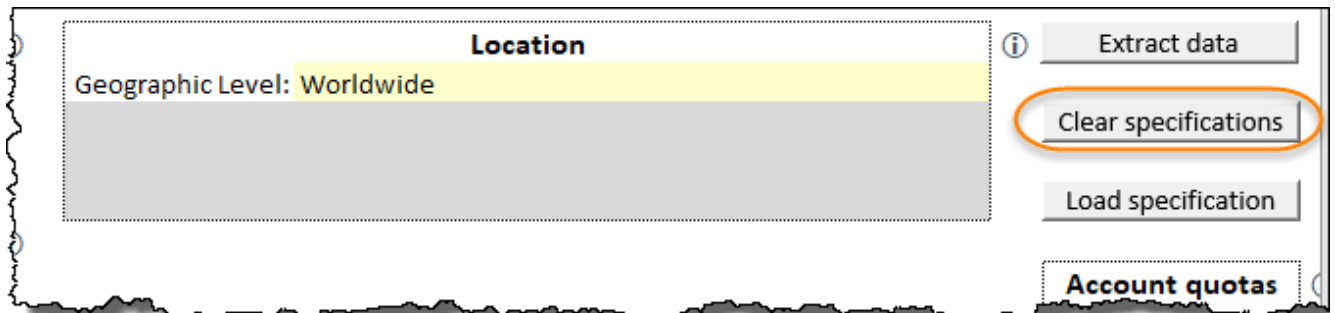 Location
Extract data
Geographic Level: Worldwide
Clear specifications
Load specification
Account quotas